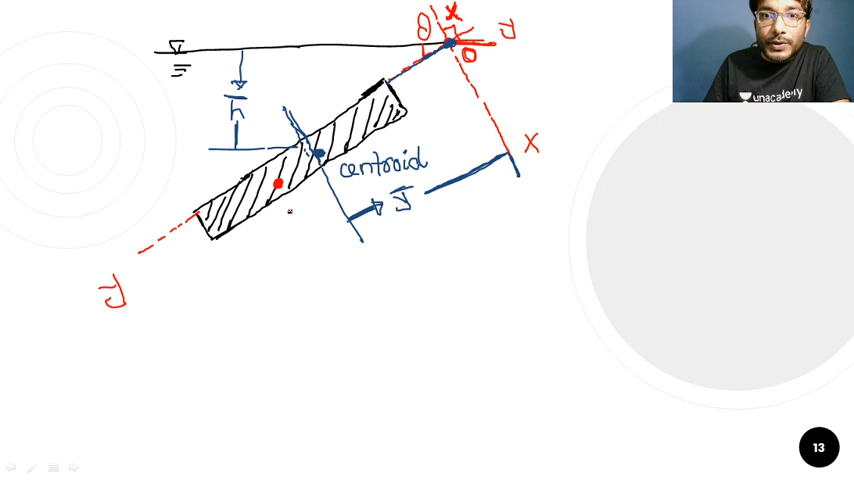 θ x y
O
h̄
unacademy
centroid
x
ȳ
y
13